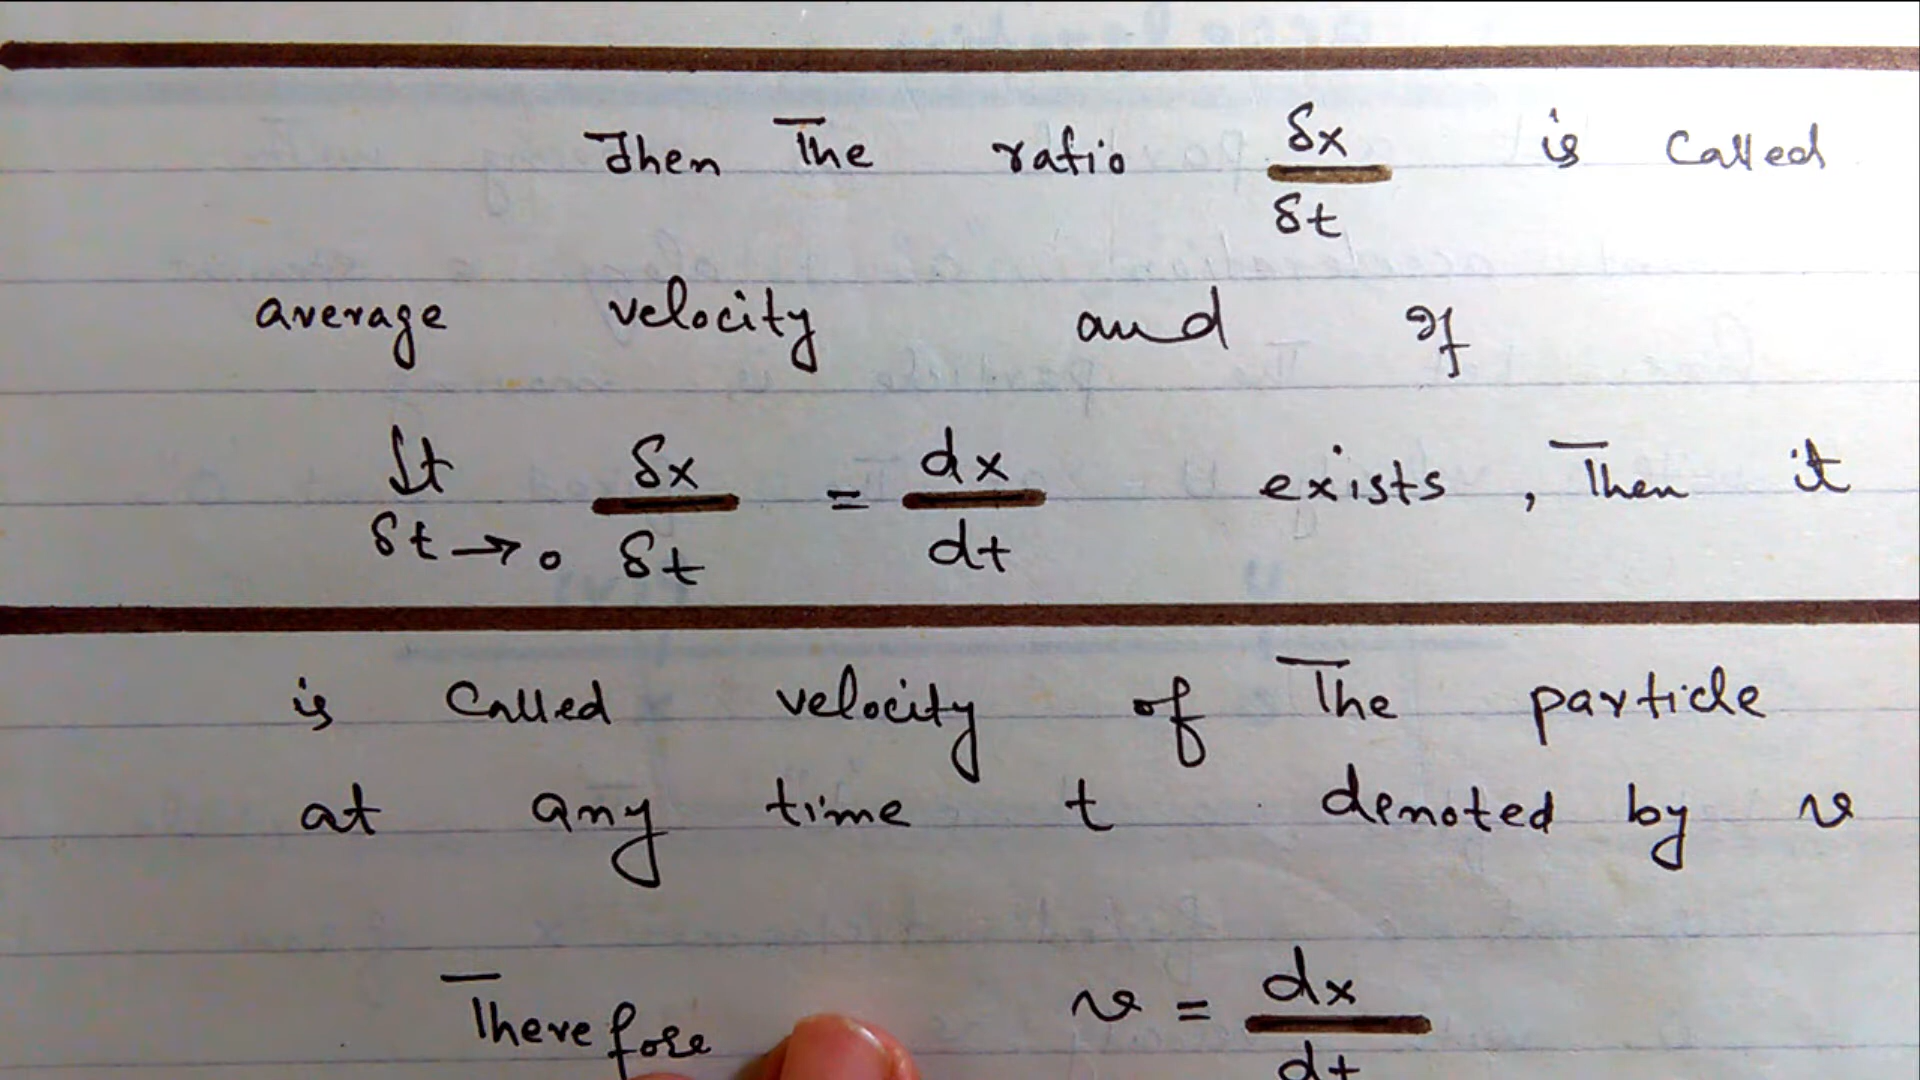 Then The ratio δx/δt is called
average velocity and if
lt δt→0 δx/δt = dx/dt exists, Then it
is called velocity of The particle
at any time t denoted by v
Therefore v = dx/dt